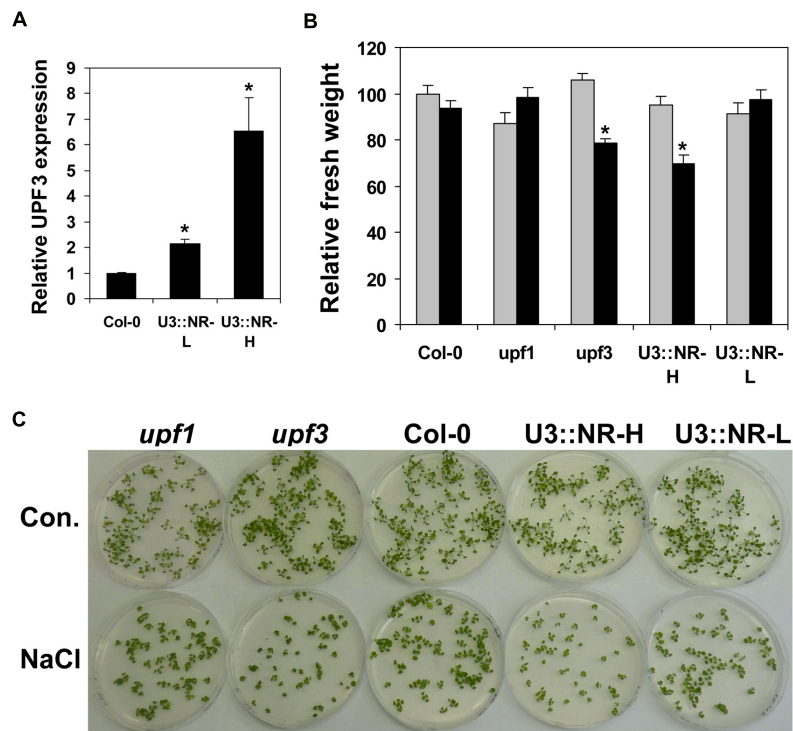 A
Relative UPF3 expression
9
8
7
6
5
4
3
2
1
0
*
*
Col-0 U3::NR- U3::NR-
L H
B
Relative fresh weight
120
100
80
60
40
20
0
*
*
Col-0 upf1 upf3 U3::NR- U3::NR-
H L
C
upf1 upf3 Col-0 U3::NR-H U3::NR-L
Con.
NaCl